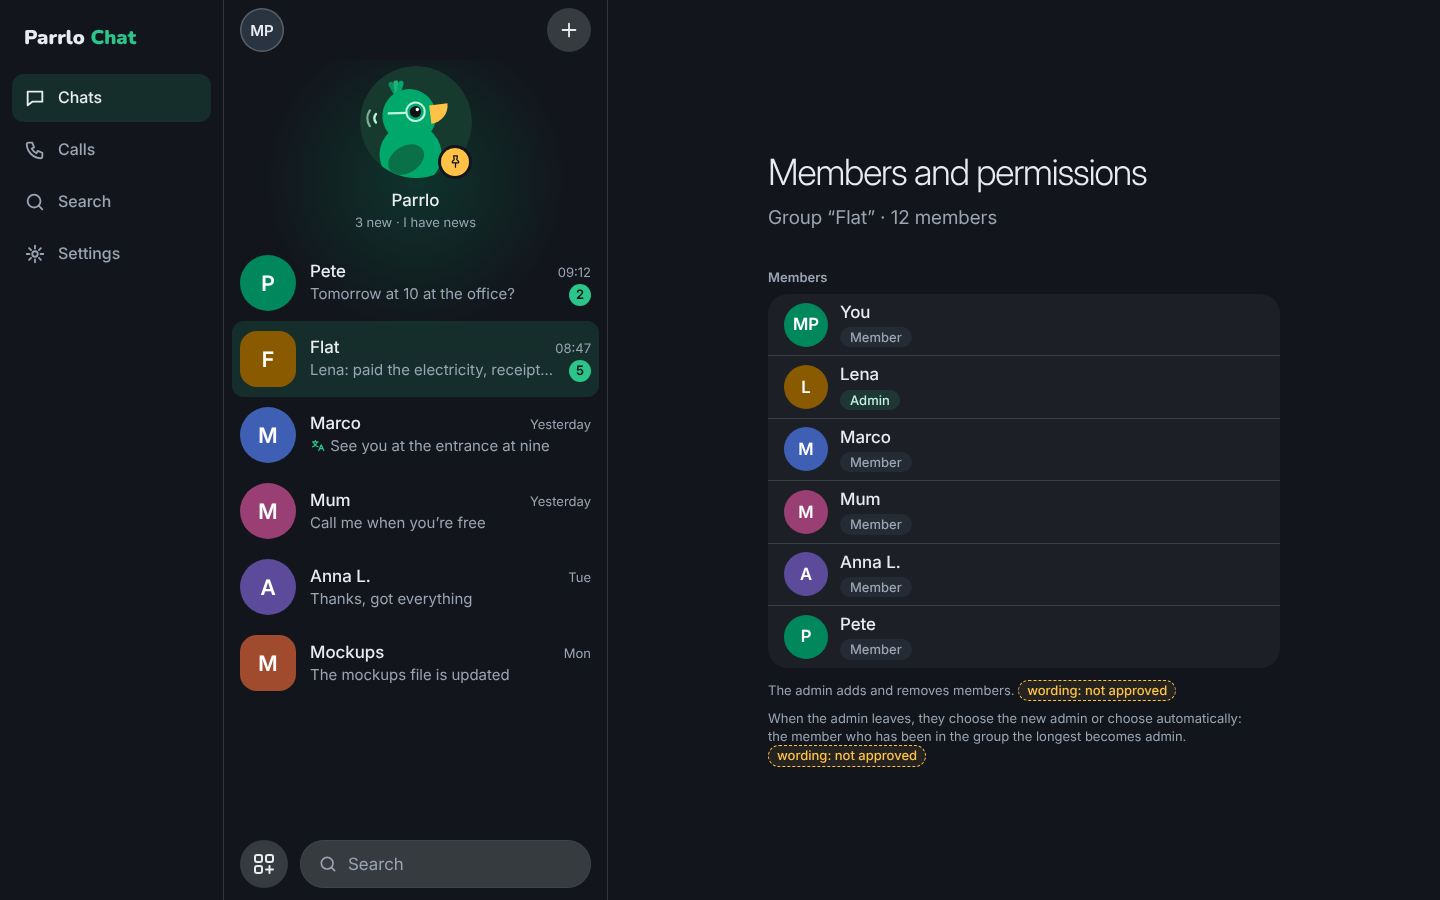 Parrlo Chat
Chats
Calls
Search
Settings
MP
Parrlo
3 new · I have news
P
Pete
09:12
Tomorrow at 10 at the office?
2
F
Flat
08:47
Lena: paid the electricity, receipt...
5
M
Marco
Yesterday
See you at the entrance at nine
M
Mum
Yesterday
Call me when you’re free
A
Anna L.
Tue
Thanks, got everything
M
Mockups
Mon
The mockups file is updated
Search
Members and permissions
Group “Flat” · 12 members
Members
MP
You
Member
L
Lena
Admin
M
Marco
Member
M
Mum
Member
A
Anna L.
Member
P
Pete
Member
The admin adds and removes members. wording: not approved
When the admin leaves, they choose the new admin or choose automatically:
the member who has been in the group the longest becomes admin.
wording: not approved